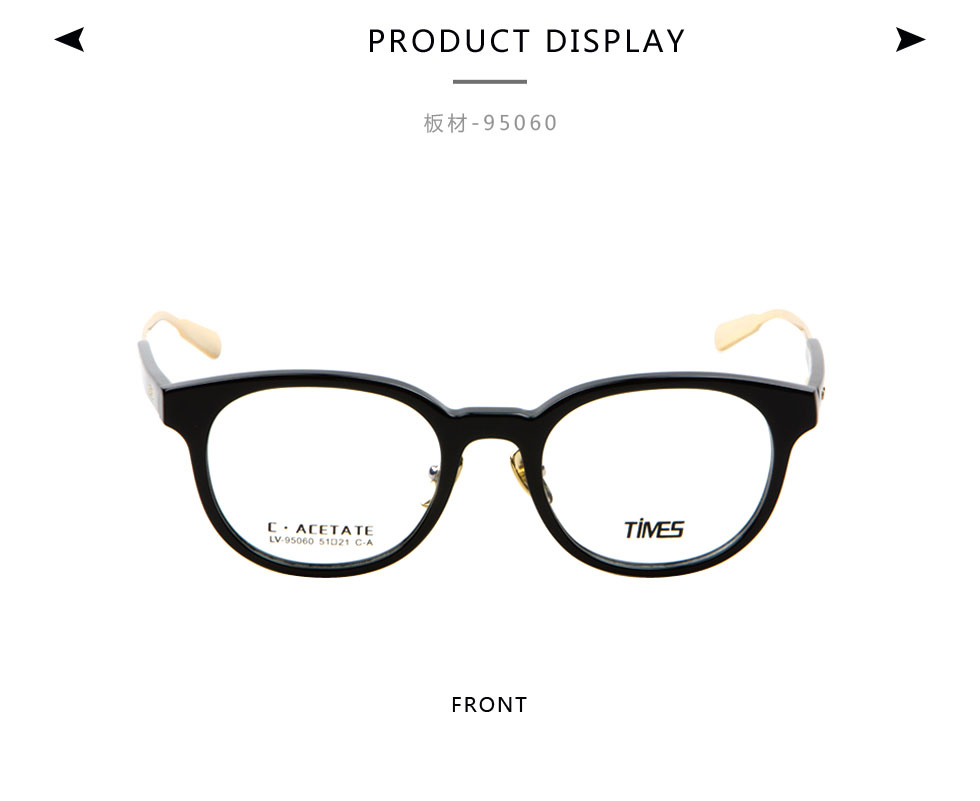 PRODUCT DISPLAY
板材-95060
C · ACETATE
LV-95060 51□21 C-A
TiMES
FRONT